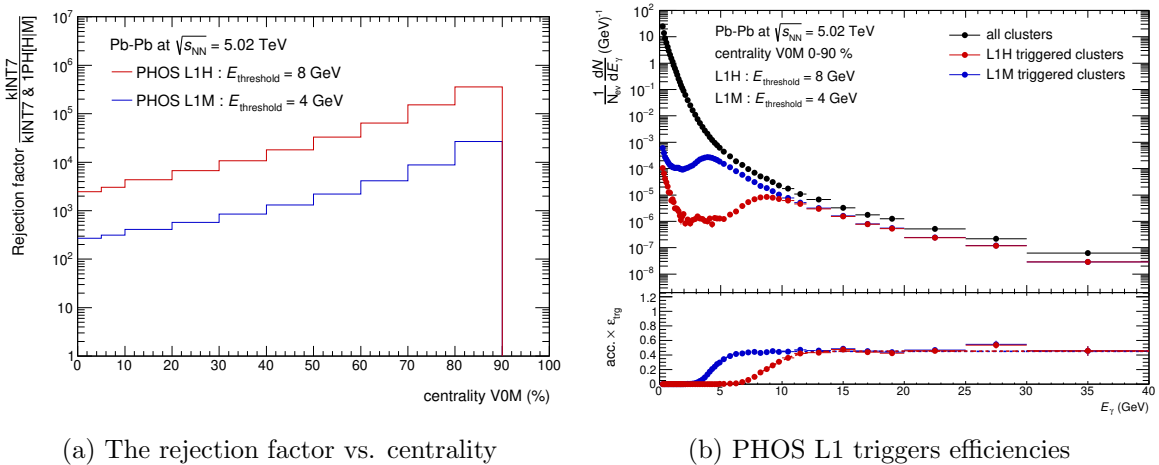 Rejection factor kINT7 / kINT7 & 1PH[H|M]
10^7
10^6
10^5
10^4
10^3
10^2
10
1
Pb-Pb at √s_NN = 5.02 TeV
PHOS L1H : E_threshold = 8 GeV
PHOS L1M : E_threshold = 4 GeV
0 10 20 30 40 50 60 70 80 90 100
centrality V0M (%)
(a) The rejection factor vs. centrality
1/N_ev dN/dE_γ (GeV)^-1
10^2
10
1
10^-1
10^-2
10^-3
10^-4
10^-5
10^-6
10^-7
10^-8
Pb-Pb at √s_NN = 5.02 TeV
centrality V0M 0-90 %
L1H : E_threshold = 8 GeV
L1M : E_threshold = 4 GeV
all clusters
L1H triggered clusters
L1M triggered clusters
acc. × ε_trg
1.2
1
0.8
0.6
0.4
0.2
0
0 5 10 15 20 25 30 35 40
E_γ (GeV)
(b) PHOS L1 triggers efficiencies